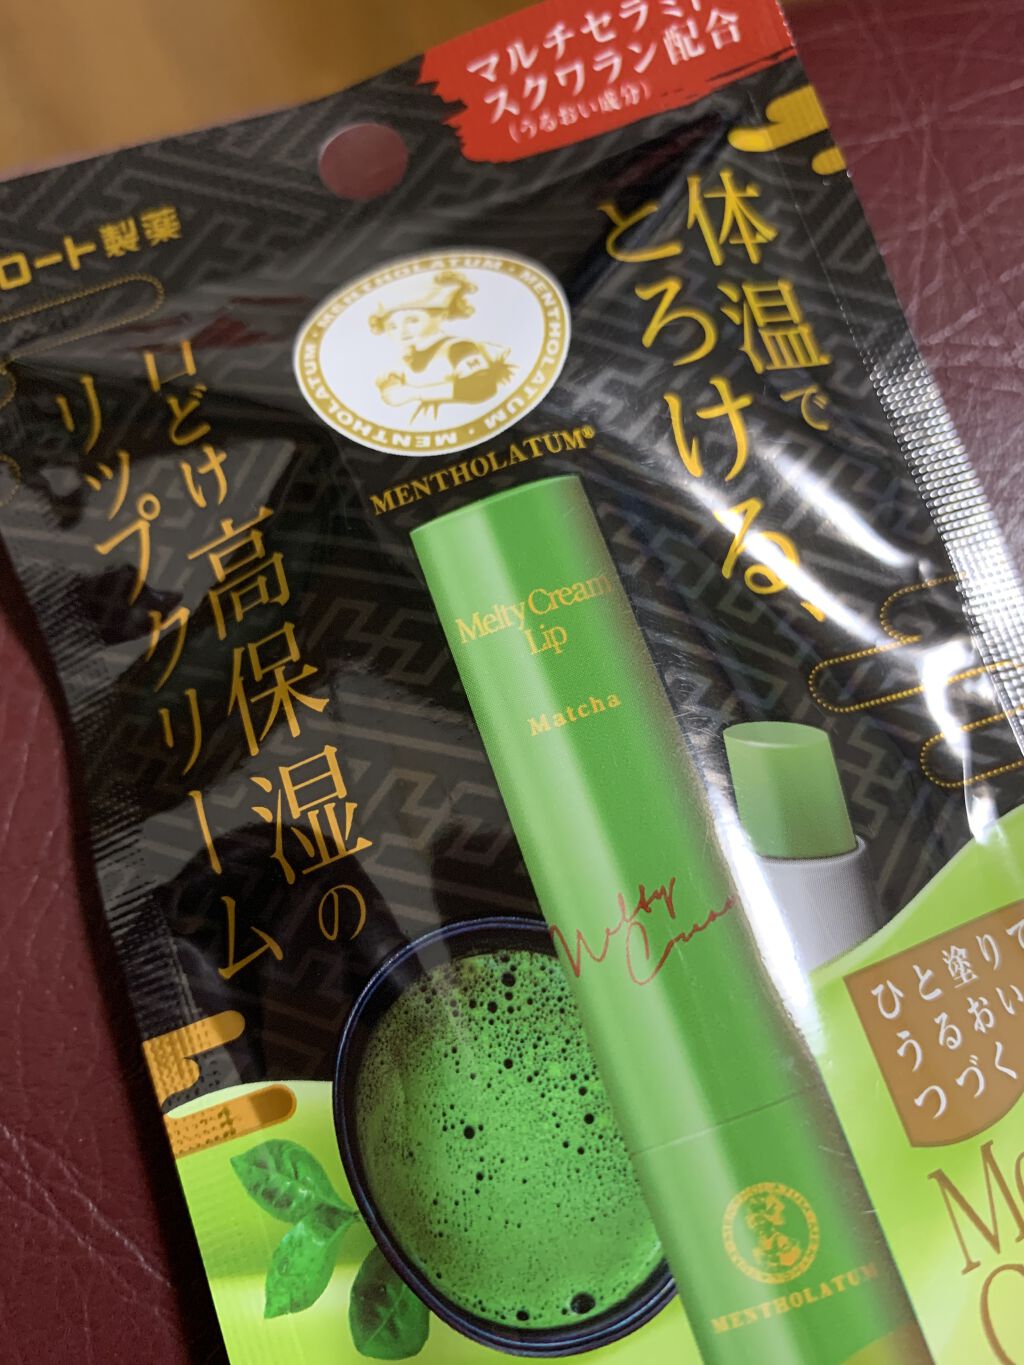 マルチセラミド
スクワラン配合
(うるおい成分)
ロート製薬
体温で
とろける、
口どけ高保湿の
リップクリーム
MENTHOLATUM · MENTHOLATUM · MENTHOLATUM
MENTHOLATUM®
Melty Cream
Lip
Matcha
Melty
Cream
ひと塗りで
うるおい
つづく
MENTHOLATUM